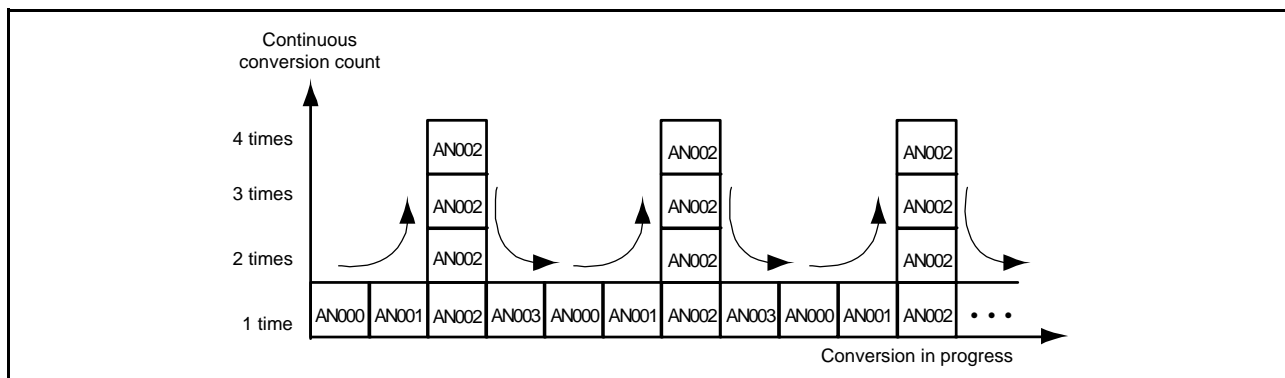 Continuous
conversion count
4 times
AN002 AN002 AN002
3 times
AN002 AN002 AN002
2 times
AN002 AN002 AN002
1 time
AN000 AN001 AN002 AN003 AN000 AN001 AN002 AN003 AN000 AN001 AN002 • • •
Conversion in progress